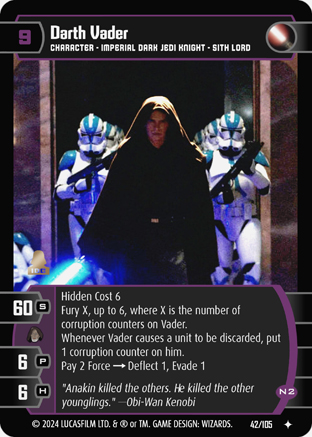 9
Darth Vader
CHARACTER • IMPERIAL DARK JEDI KNIGHT • SITH LORD
60 S
Hidden Cost 6
Fury X, up to 6, where X is the number of
corruption counters on Vader.
Whenever Vader causes a unit to be discarded, put
1 corruption counter on him.
6 P
Pay 2 Force → Deflect 1, Evade 1
6 H
"Anakin killed the others. He killed the other
younglings." —Obi-Wan Kenobi
N2
© 2024 LUCASFILM LTD. & ® or TM. GAME DESIGN: WIZARDS.
42/105